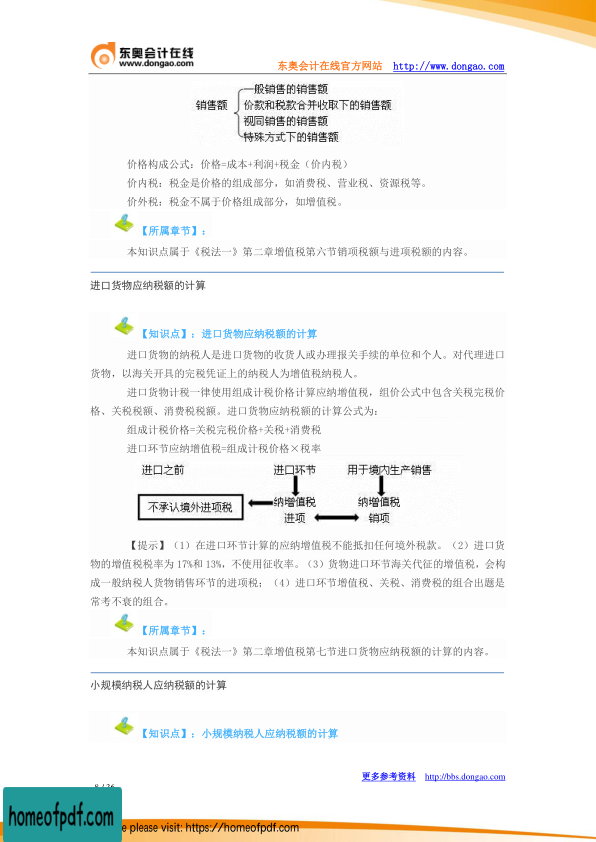 东奥会计在线
www.dongao.com
东奥会计在线官方网站 http://www.dongao.com
一般销售的销售额
销售额 价款和税款合并收取下的销售额
视同销售的销售额
特殊方式下的销售额
价格构成公式：价格=成本+利润+税金（价内税）
价内税：税金是价格的组成部分，如消费税、营业税、资源税等。
价外税：税金不属于价格组成部分，如增值税。
【所属章节】：
本知识点属于《税法一》第二章增值税第六节销项税额与进项税额的内容。
进口货物应纳税额的计算
【知识点】：进口货物应纳税额的计算
进口货物的纳税人是进口货物的收货人或办理报关手续的单位和个人。对代理进口
货物，以海关开具的完税凭证上的纳税人为增值税纳税人。
进口货物计税一律使用组成计税价格计算应纳增值税，组价公式中包含关税完税价
格、关税税额、消费税税额。进口货物应纳税额的计算公式为：
组成计税价格=关税完税价格+关税+消费税
进口环节应纳增值税=组成计税价格×税率
进口之前 进口环节 用于境内生产销售
不承认境外进项税 纳增值税 纳增值税
进项 销项
【提示】（1）在进口环节计算的应纳增值税不能抵扣任何境外税款。（2）进口货
物的增值税税率为 17%和 13%，不使用征收率。（3）货物进口环节海关代征的增值税，会构
成一般纳税人货物销售环节的进项税；（4）进口环节增值税、关税、消费税的组合出题是
常考不衰的组合。
【所属章节】：
本知识点属于《税法一》第二章增值税第七节进口货物应纳税额的计算的内容。
小规模纳税人应纳税额的计算
【知识点】：小规模纳税人应纳税额的计算
更多参考资料 http://bbs.dongao.com
homeofpdf.com
please visit: https://homeofpdf.com